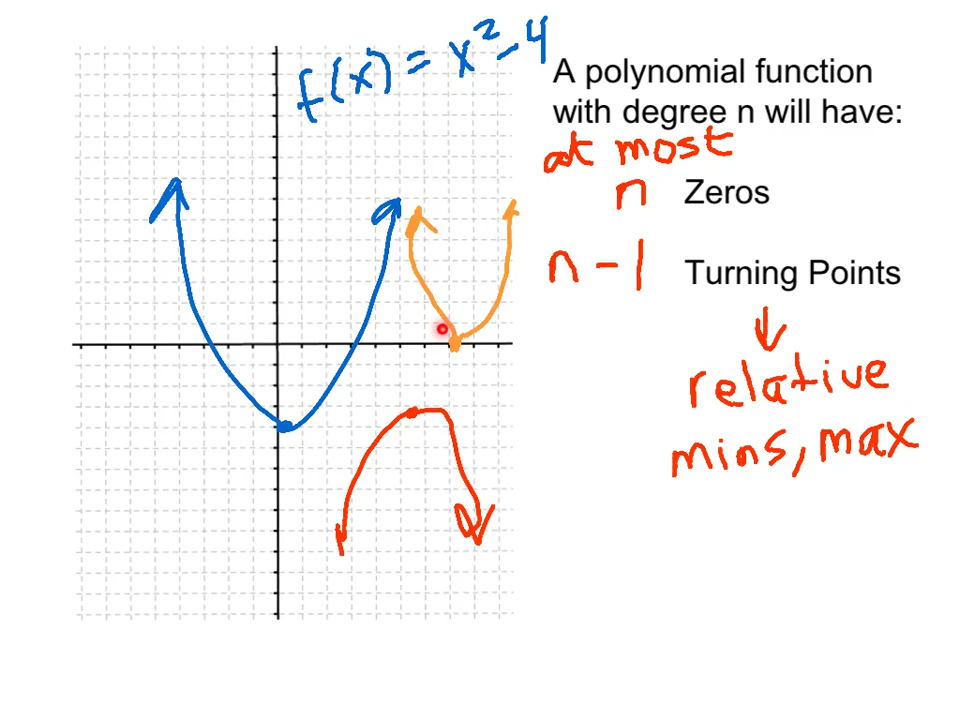 f(x) = x² - 4
A polynomial function
with degree n will have:
at most
n Zeros
n - 1 Turning Points
relative
mins, max